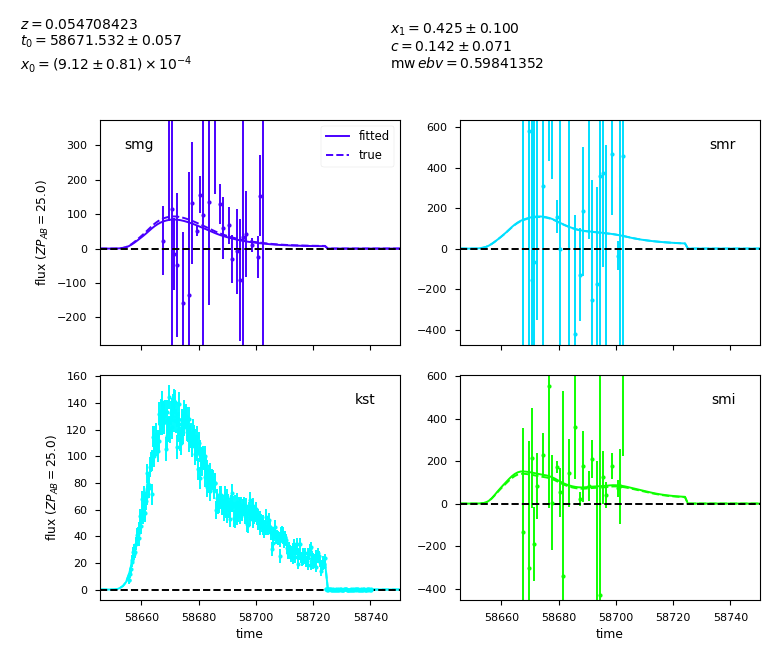 z = 0.054708423
t₀ = 58671.532 ± 0.057
x₀ = (9.12 ± 0.81) × 10⁻⁴
x₁ = 0.425 ± 0.100
c = 0.142 ± 0.071
mw ebv = 0.59841352
smg
fitted
true
300
200
100
0
−100
−200
flux (ZP_AB = 25.0)
smr
600
400
200
0
−200
−400
kst
160
140
120
100
80
60
40
20
0
flux (ZP_AB = 25.0)
58660
58680
58700
58720
58740
time
smi
600
400
200
0
−200
−400
58660
58680
58700
58720
58740
time